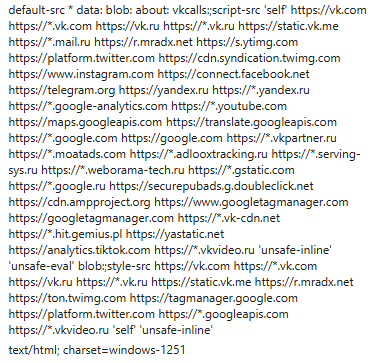 default-src * data: blob: about: vkcalls:;script-src 'self' https://vk.com
https://*.vk.com https://vk.ru https://*.vk.ru https://static.vk.me
https://*.mail.ru https://r.mradx.net https://s.ytimg.com
https://platform.twitter.com https://cdn.syndication.twimg.com
https://www.instagram.com https://connect.facebook.net
https://telegram.org https://yandex.ru https://*.yandex.ru
https://*.google-analytics.com https://*.youtube.com
https://maps.googleapis.com https://translate.googleapis.com
https://*.google.com https://google.com https://*.vkpartner.ru
https://*.moatads.com https://*.adlooxtracking.ru https://*.serving-
sys.ru https://*.weborama-tech.ru https://*.gstatic.com
https://*.google.ru https://securepubads.g.doubleclick.net
https://cdn.ampproject.org https://www.googletagmanager.com
https://googletagmanager.com https://*.vk-cdn.net
https://*.hit.gemius.pl https://yastatic.net
https://analytics.tiktok.com https://*.vkvideo.ru 'unsafe-inline'
'unsafe-eval' blob:;style-src https://vk.com https://*.vk.com
https://vk.ru https://*.vk.ru https://static.vk.me https://r.mradx.net
https://ton.twimg.com https://tagmanager.google.com
https://platform.twitter.com https://*.googleapis.com
https://*.vkvideo.ru 'self' 'unsafe-inline'
text/html; charset=windows-1251